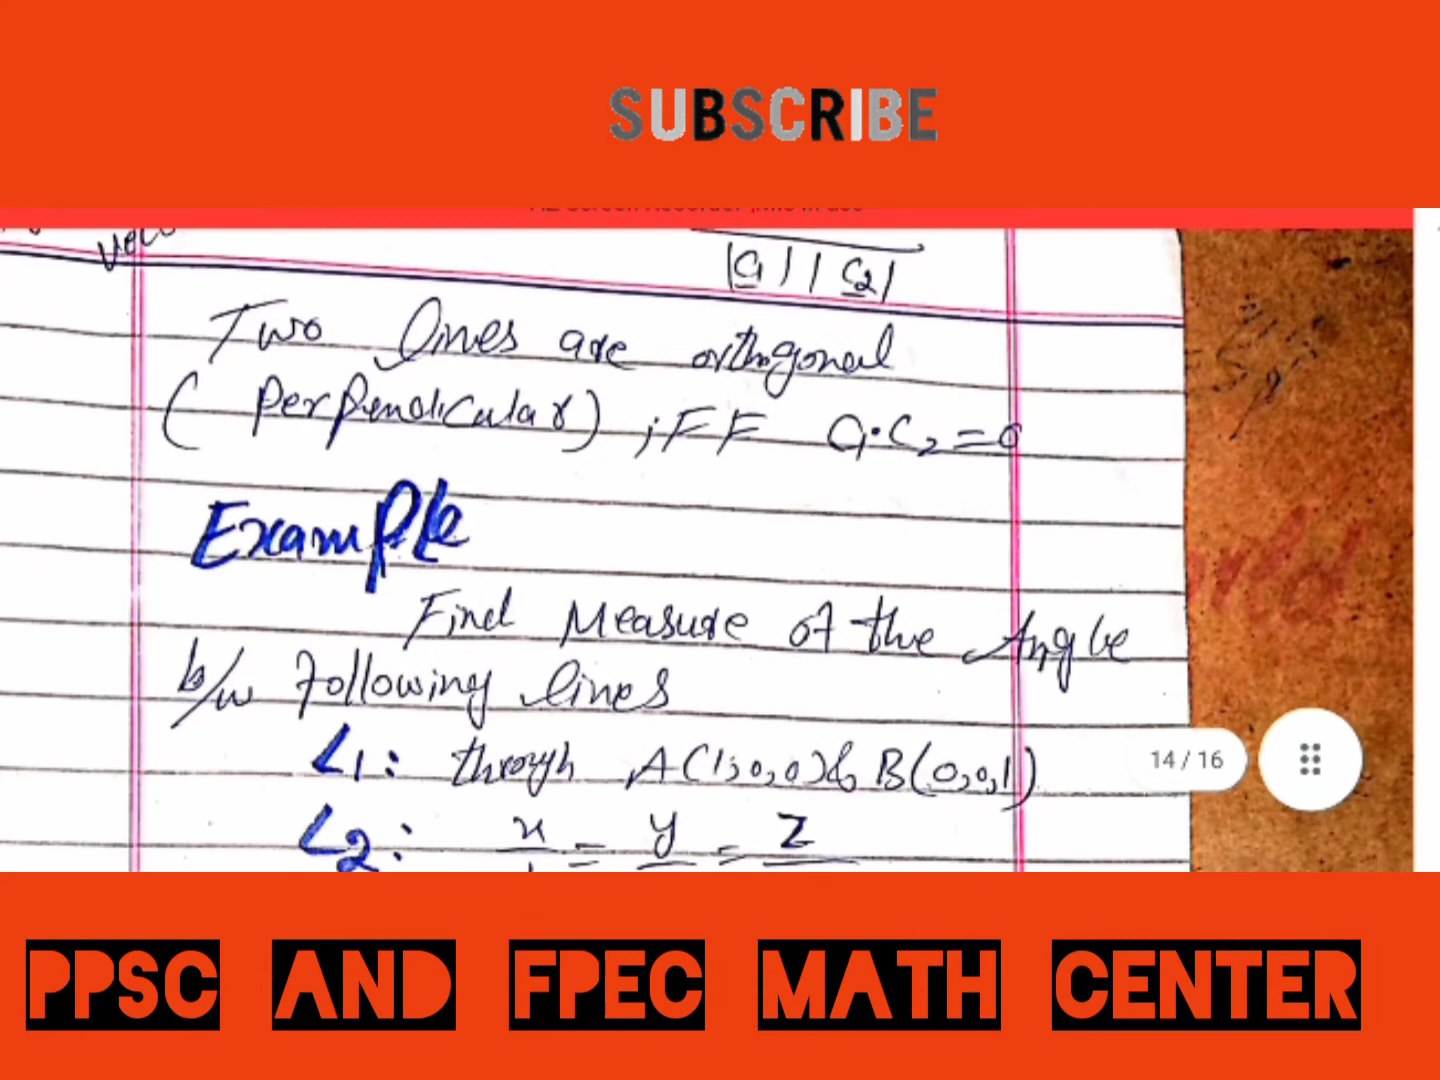 SUBSCRIBE
|C1| |C2|
Two lines are orthogonal
(Perpendicular) ; FF C1·C2=0
Example
Find Measure of the Angle
b/w following lines
L1: through A(1,0,0) & B(0,0,1)
14 / 16
L2: x = y = z
PPSC AND FPEC MATH CENTER